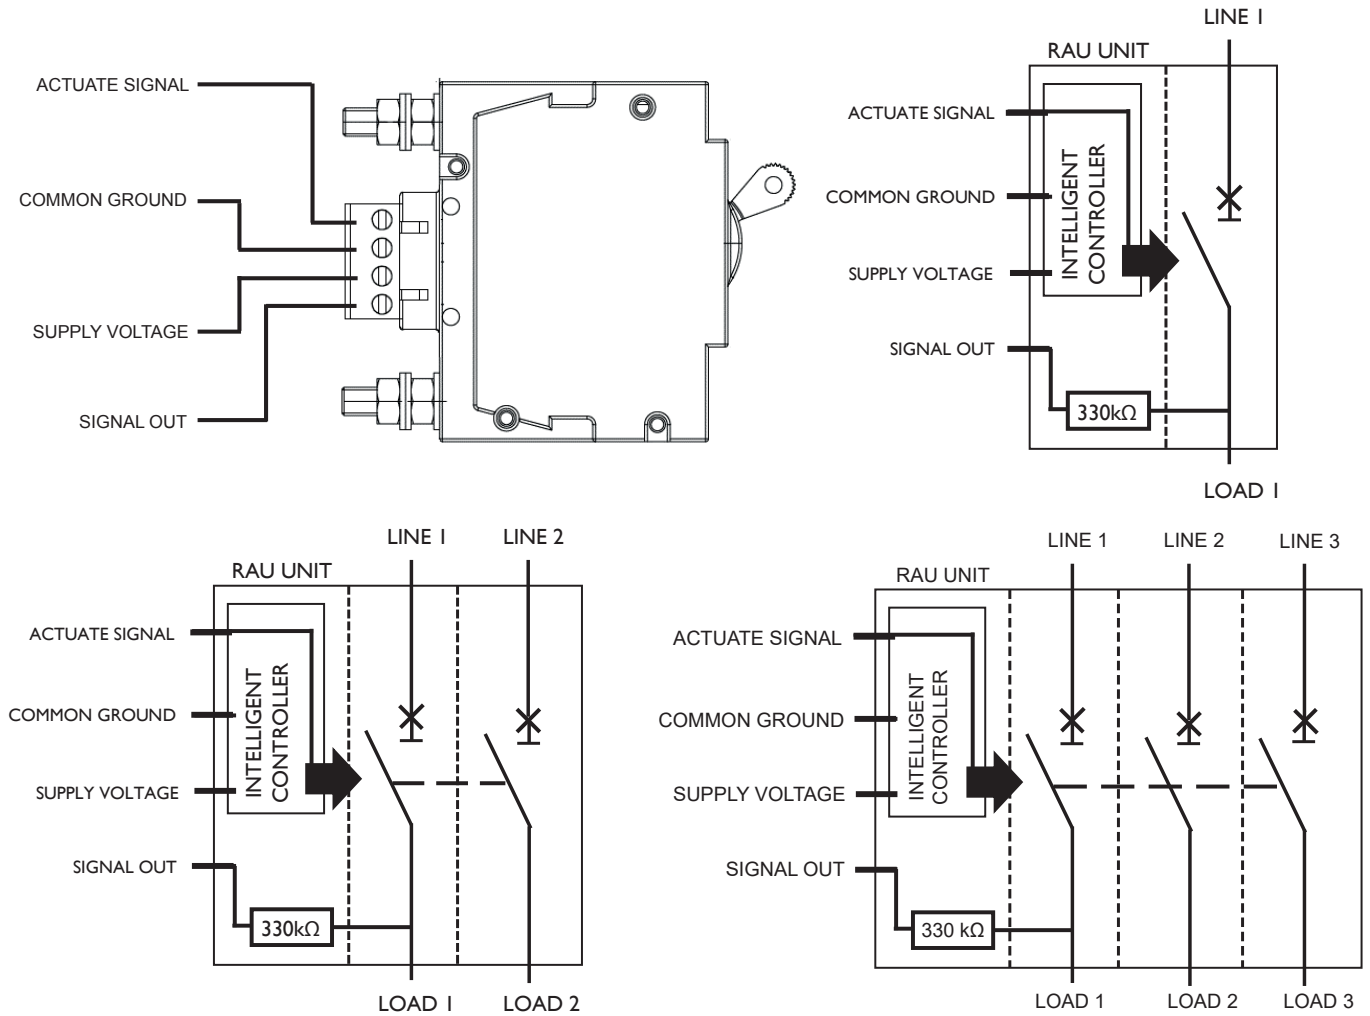 ACTUATE SIGNAL
COMMON GROUND
SUPPLY VOLTAGE
SIGNAL OUT
LINE 1
RAU UNIT
ACTUATE SIGNAL
COMMON GROUND
SUPPLY VOLTAGE
SIGNAL OUT
INTELLIGENT
CONTROLLER
330kΩ
LOAD 1
LINE 1 LINE 2
RAU UNIT
ACTUATE SIGNAL
COMMON GROUND
SUPPLY VOLTAGE
SIGNAL OUT
INTELLIGENT
CONTROLLER
330kΩ
LOAD 1 LOAD 2
LINE 1 LINE 2 LINE 3
RAU UNIT
ACTUATE SIGNAL
COMMON GROUND
SUPPLY VOLTAGE
SIGNAL OUT
INTELLIGENT
CONTROLLER
330 kΩ
LOAD 1 LOAD 2 LOAD 3